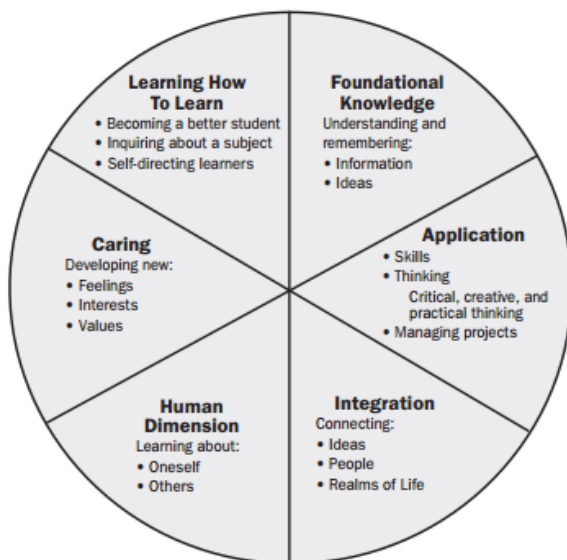 Learning How
To Learn
• Becoming a better student
• Inquiring about a subject
• Self-directing learners
Foundational
Knowledge
Understanding and
remembering:
• Information
• Ideas
Application
• Skills
• Thinking
Critical, creative, and
practical thinking
• Managing projects
Integration
Connecting:
• Ideas
• People
• Realms of Life
Human
Dimension
Learning about:
• Oneself
• Others
Caring
Developing new:
• Feelings
• Interests
• Values